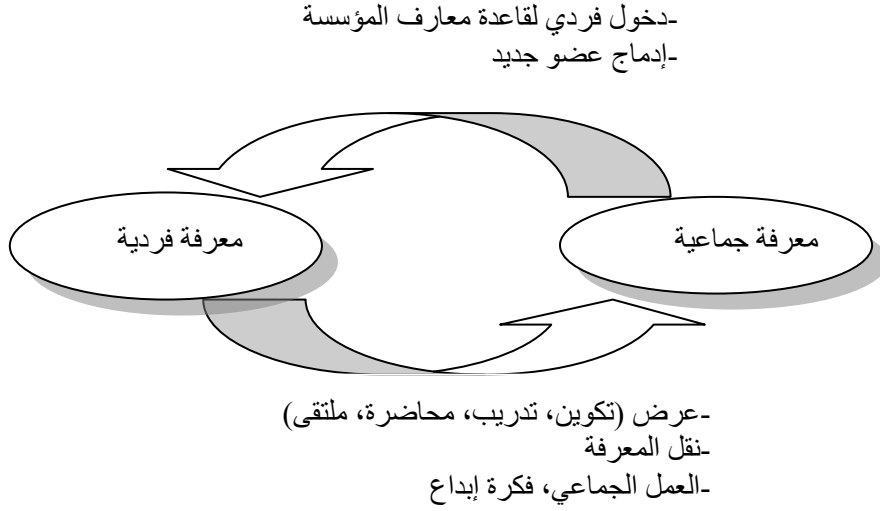 -دخول فردي لقاعدة معارف المؤسسة
-إدماج عضو جديد
معرفة جماعية
معرفة فردية
-عرض (تكوين، تدريب، محاضرة، ملتقى)
-نقل المعرفة
-العمل الجماعي، فكرة إبداع